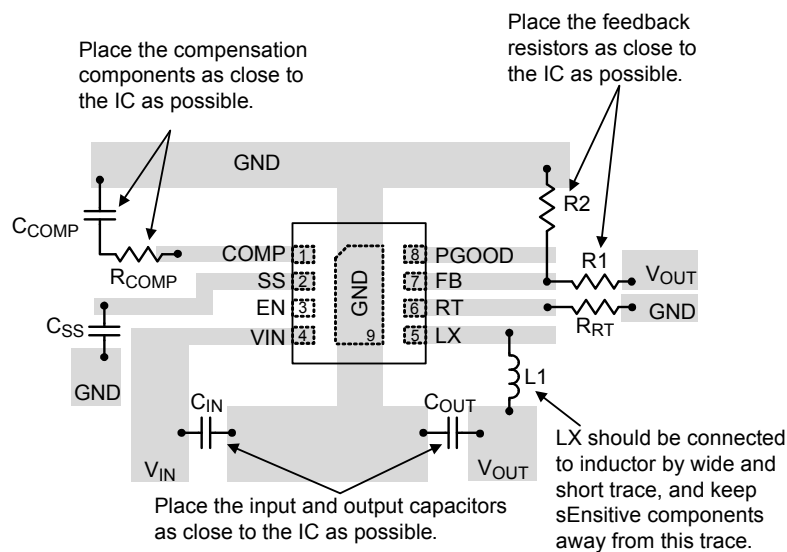 Place the feedback
resistors as close to
the IC as possible.
Place the compensation
components as close to
the IC as possible.
GND
R2
CCOMP
RCOMP
COMP 1
8 PGOOD
R1
VOUT
SS 2
7 FB
GND
EN 3
6 RT
GND
RRT
CSS
VIN 4
9
5 LX
GND
L1
CIN
COUT
VIN
VOUT
LX should be connected
to inductor by wide and
short trace, and keep
sEnsitive components
away from this trace.
Place the input and output capacitors
as close to the IC as possible.